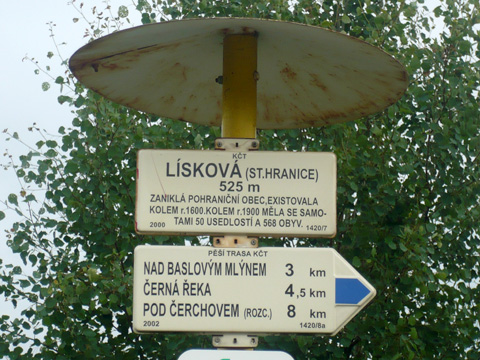 KČT
LÍSKOVÁ (ST.HRANICE)
525 m
ZANIKLÁ POHRANIČNÍ OBEC,EXISTOVALA
KOLEM r.1600.KOLEM r.1900 MĚLA SE SAMO-
TAMI 50 USEDLOSTÍ A 568 OBYV.
2000 1420/7
PĚŠÍ TRASA KČT
NAD BASLOVÝM MLÝNEM 3 km
ČERNÁ ŘEKA 4,5 km
POD ČERCHOVEM (ROZC.) 8 km
2002 1420/8a